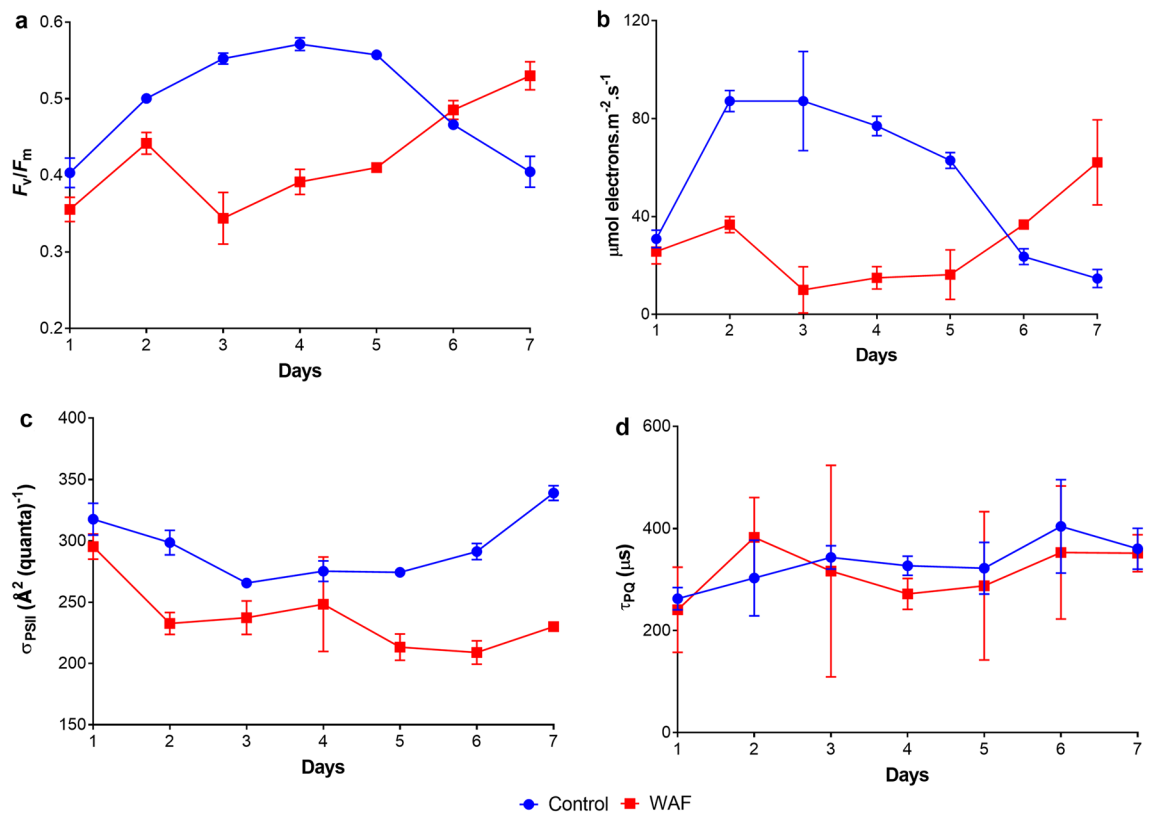 a
0.6
0.5
0.4
0.3
0.2
Fv/Fm
1 2 3 4 5 6 7
Days
b
120
80
40
0
μmol electrons.m⁻².s⁻¹
1 2 3 4 5 6 7
Days
c
400
350
300
250
200
150
σPSII (Å² (quanta)⁻¹)
1 2 3 4 5 6 7
Days
d
600
400
200
0
τPQ (μs)
1 2 3 4 5 6 7
Days
Control WAF